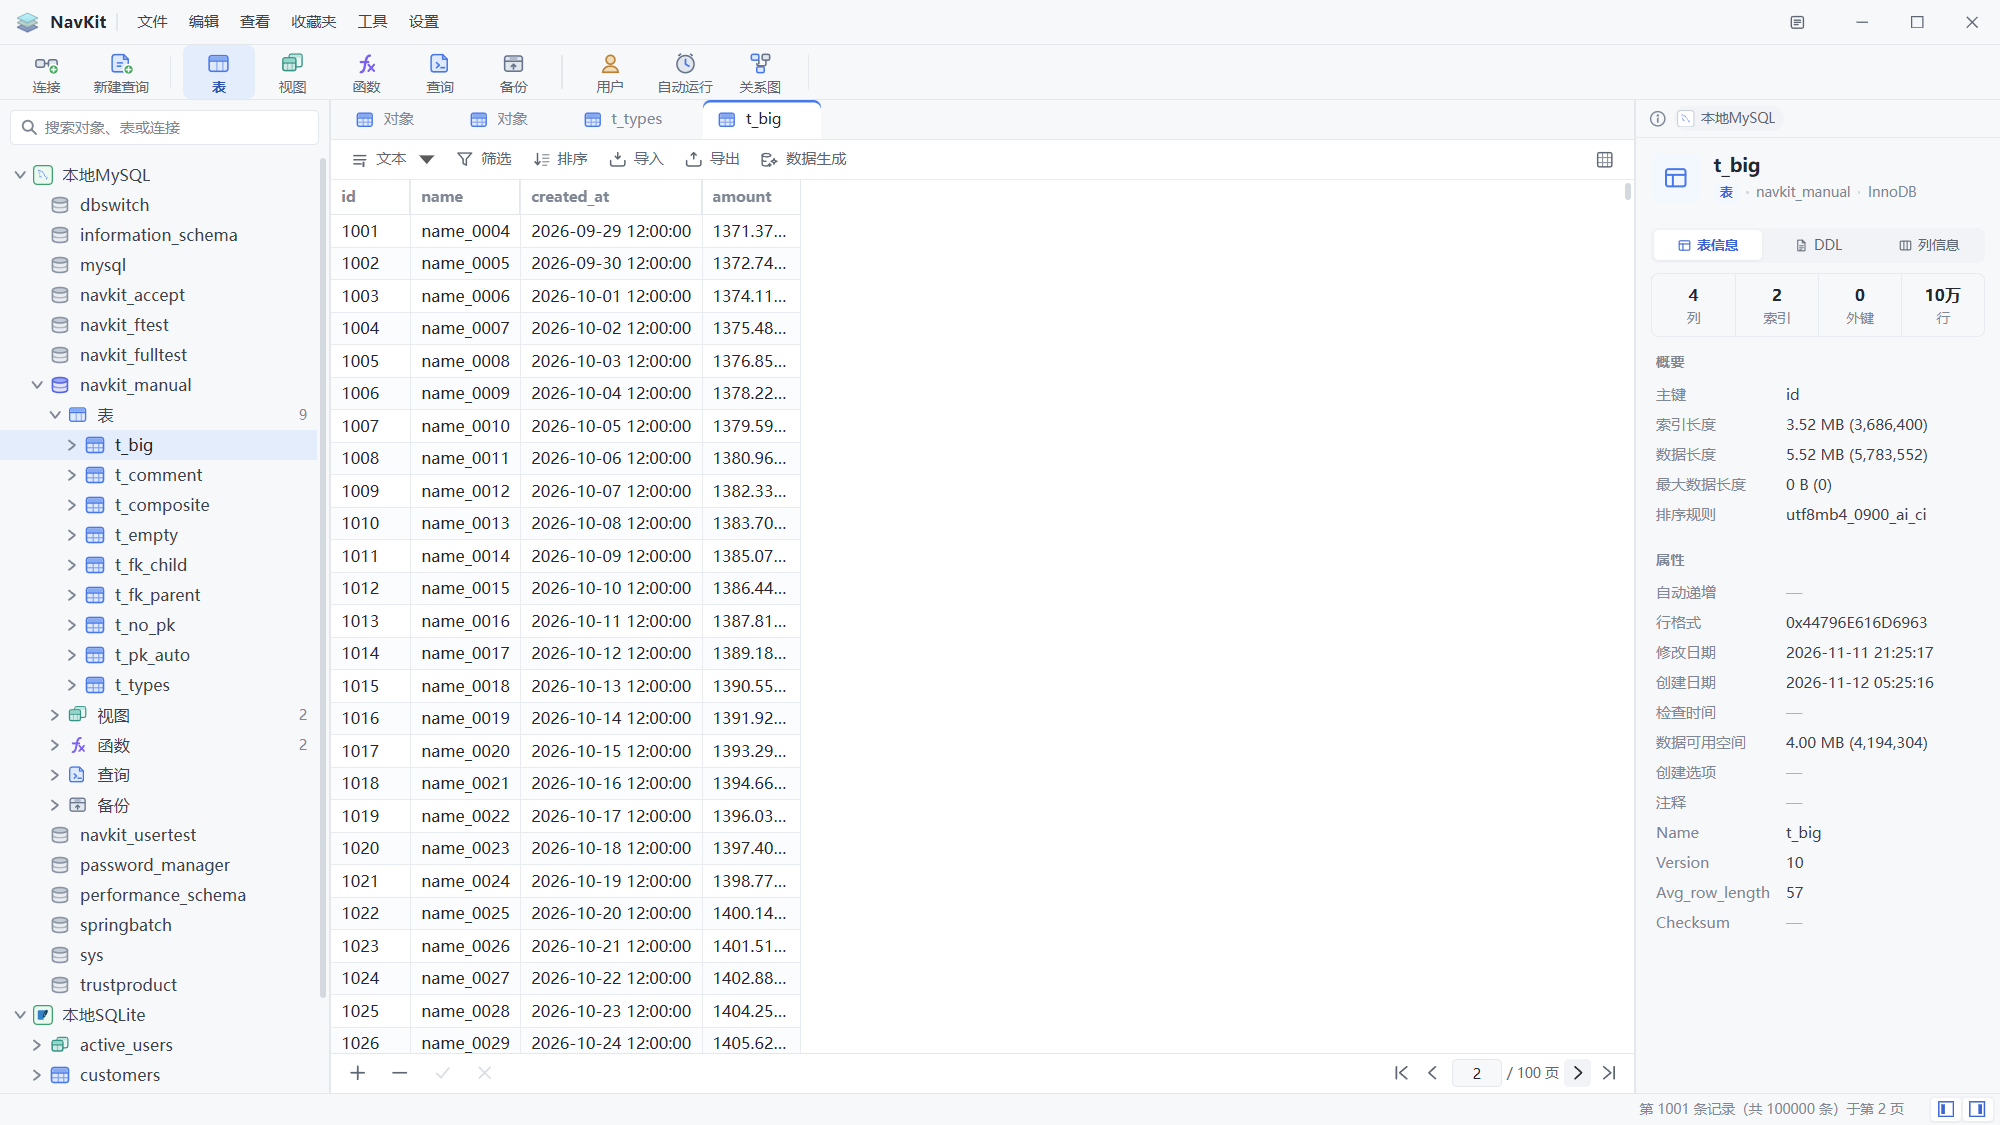 NavKit 文件 编辑 查看 收藏夹 工具 设置
连接 新建查询 表 视图 函数 查询 备份 用户 自动运行 关系图
搜索对象、表或连接
本地MySQL
dbswitch
information_schema
mysql
navkit_accept
navkit_ftest
navkit_fulltest
navkit_manual
表 9
t_big
t_comment
t_composite
t_empty
t_fk_child
t_fk_parent
t_no_pk
t_pk_auto
t_types
视图 2
函数 2
查询
备份
navkit_usertest
password_manager
performance_schema
springbatch
sys
trustproduct
本地SQLite
active_users
customers
对象 对象 t_types t_big
文本 筛选 排序 导入 导出 数据生成
id name created_at amount
1001 name_0004 2026-09-29 12:00:00 1371.37...
1002 name_0005 2026-09-30 12:00:00 1372.74...
1003 name_0006 2026-10-01 12:00:00 1374.11...
1004 name_0007 2026-10-02 12:00:00 1375.48...
1005 name_0008 2026-10-03 12:00:00 1376.85...
1006 name_0009 2026-10-04 12:00:00 1378.22...
1007 name_0010 2026-10-05 12:00:00 1379.59...
1008 name_0011 2026-10-06 12:00:00 1380.96...
1009 name_0012 2026-10-07 12:00:00 1382.33...
1010 name_0013 2026-10-08 12:00:00 1383.70...
1011 name_0014 2026-10-09 12:00:00 1385.07...
1012 name_0015 2026-10-10 12:00:00 1386.44...
1013 name_0016 2026-10-11 12:00:00 1387.81...
1014 name_0017 2026-10-12 12:00:00 1389.18...
1015 name_0018 2026-10-13 12:00:00 1390.55...
1016 name_0019 2026-10-14 12:00:00 1391.92...
1017 name_0020 2026-10-15 12:00:00 1393.29...
1018 name_0021 2026-10-16 12:00:00 1394.66...
1019 name_0022 2026-10-17 12:00:00 1396.03...
1020 name_0023 2026-10-18 12:00:00 1397.40...
1021 name_0024 2026-10-19 12:00:00 1398.77...
1022 name_0025 2026-10-20 12:00:00 1400.14...
1023 name_0026 2026-10-21 12:00:00 1401.51...
1024 name_0027 2026-10-22 12:00:00 1402.88...
1025 name_0028 2026-10-23 12:00:00 1404.25...
1026 name_0029 2026-10-24 12:00:00 1405.62...
2 / 100 页
本地MySQL
t_big
表 · navkit_manual · InnoDB
表信息 DDL 列信息
4 2 0 10万
列 索引 外键 行
概要
主键 id
索引长度 3.52 MB (3,686,400)
数据长度 5.52 MB (5,783,552)
最大数据长度 0 B (0)
排序规则 utf8mb4_0900_ai_ci
属性
自动递增 —
行格式 0x44796E616D6963
修改日期 2026-11-11 21:25:17
创建日期 2026-11-12 05:25:16
检查时间 —
数据可用空间 4.00 MB (4,194,304)
创建选项 —
注释 —
Name t_big
Version 10
Avg_row_length 57
Checksum —
第 1001 条记录（共 100000 条）于第 2 页